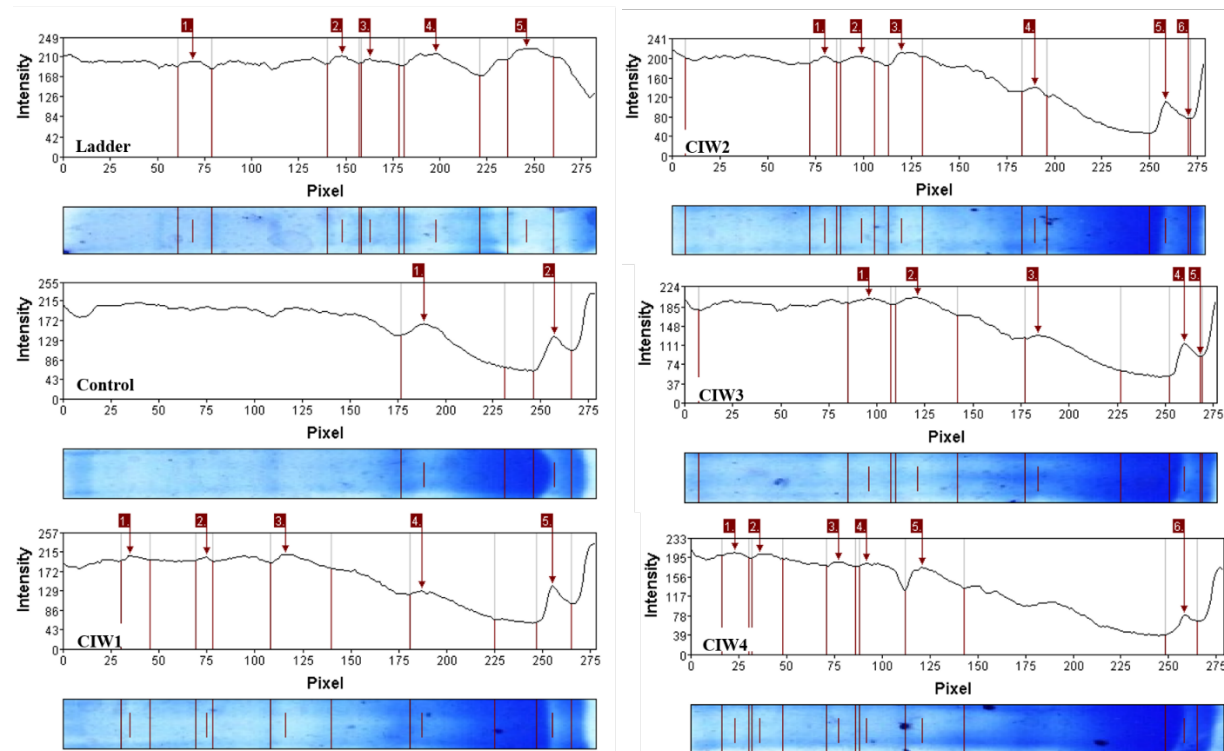 1. 2. 3. 4. 5.
249
210
168
126
84
42
0
Intensity
Ladder
0 25 50 75 100 125 150 175 200 225 250 275
Pixel
1. 2.
255
215
172
129
86
43
0
Intensity
Control
0 25 50 75 100 125 150 175 200 225 250 275
Pixel
1. 2. 3. 4. 5.
257
215
172
129
86
43
0
Intensity
CIW1
0 25 50 75 100 125 150 175 200 225 250 275
Pixel
1. 2. 3. 4. 5. 6.
241
200
160
120
80
40
0
Intensity
CIW2
0 25 50 75 100 125 150 175 200 225 250 275
Pixel
1. 2. 3. 4. 5.
224
185
148
111
74
37
0
Intensity
CIW3
0 25 50 75 100 125 150 175 200 225 250 275
Pixel
1. 2. 3. 4. 5. 6.
233
195
156
117
78
39
0
Intensity
CIW4
0 25 50 75 100 125 150 175 200 225 250 275
Pixel